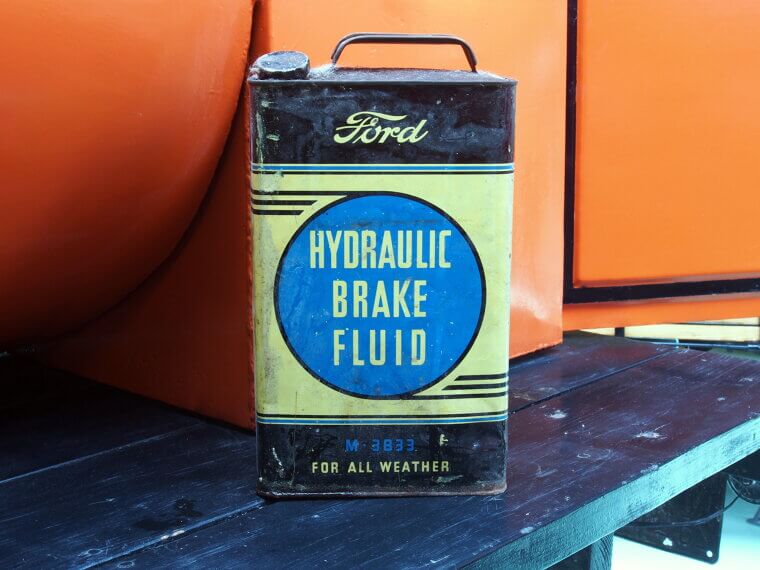 Ford
HYDRAULIC
BRAKE
FLUID
M-3833
FOR ALL WEATHER